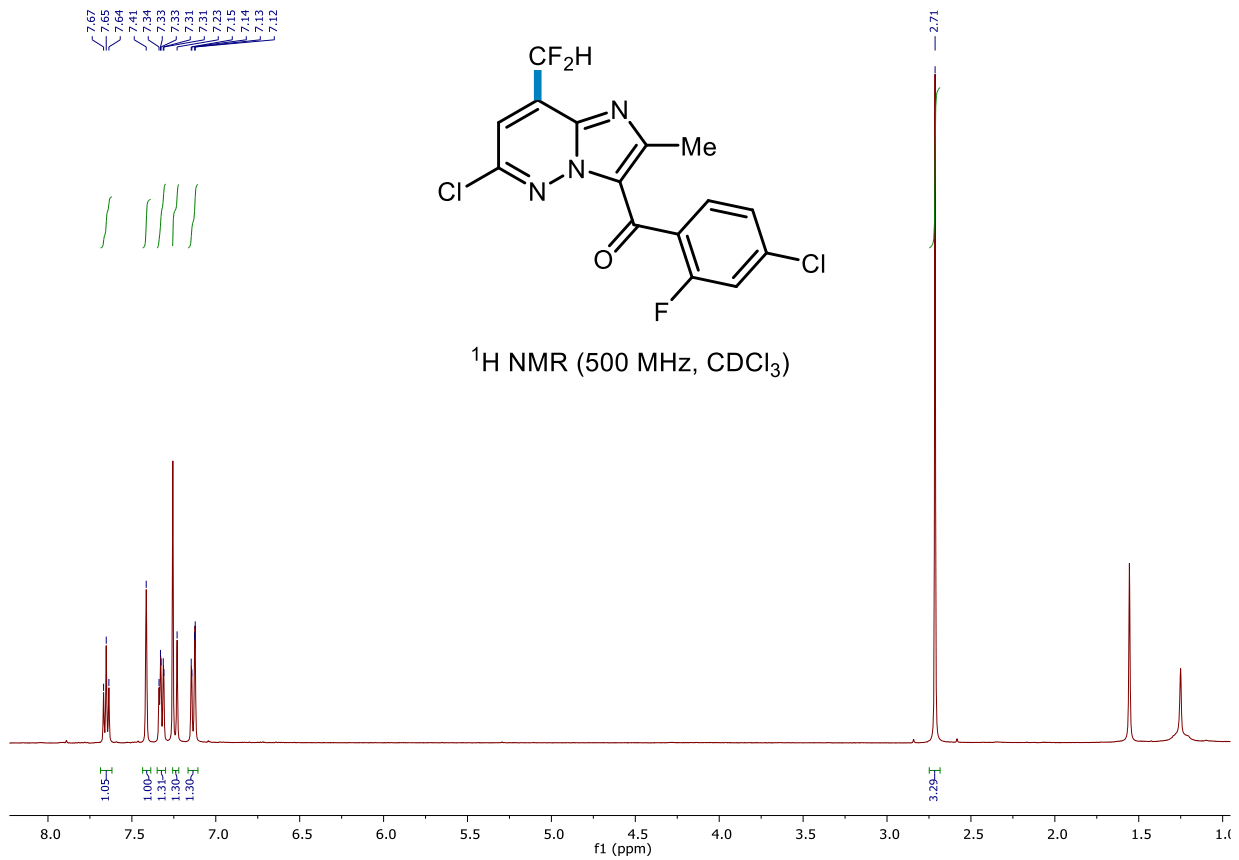 7.67
7.65
7.64
7.41
7.34
7.33
7.33
7.31
7.31
7.23
7.15
7.14
7.13
7.12
2.71
CF₂H
N
Me
N
N
Cl
O
Cl
F
¹H NMR (500 MHz, CDCl₃)
1.05
1.00
1.31
1.30
1.30
3.29
8.0 7.5 7.0 6.5 6.0 5.5 5.0 4.5 4.0 3.5 3.0 2.5 2.0 1.5 1.0
f1 (ppm)